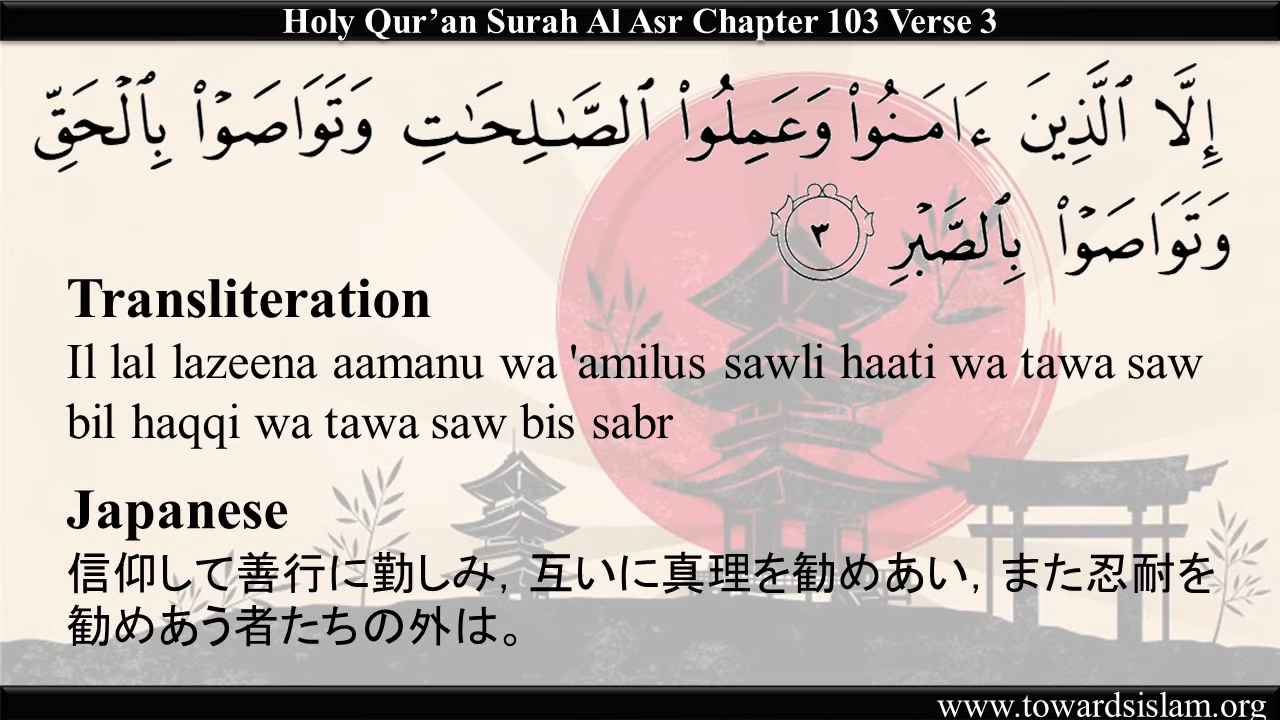 Holy Qur’an Surah Al Asr Chapter 103 Verse 3
إِلَّا ٱلَّذِينَ ءَامَنُوا۟ وَعَمِلُوا۟ ٱلصَّـٰلِحَـٰتِ وَتَوَاصَوْا۟ بِٱلْحَقِّ
وَتَوَاصَوْا۟ بِٱلصَّبْرِ ٣
Transliteration
Il lal lazeena aamanu wa 'amilus sawli haati wa tawa saw
bil haqqi wa tawa saw bis sabr
Japanese
信仰して善行に勤しみ，互いに真理を勧めあい，また忍耐を
勧めあう者たちの外は。
www.towardsislam.org